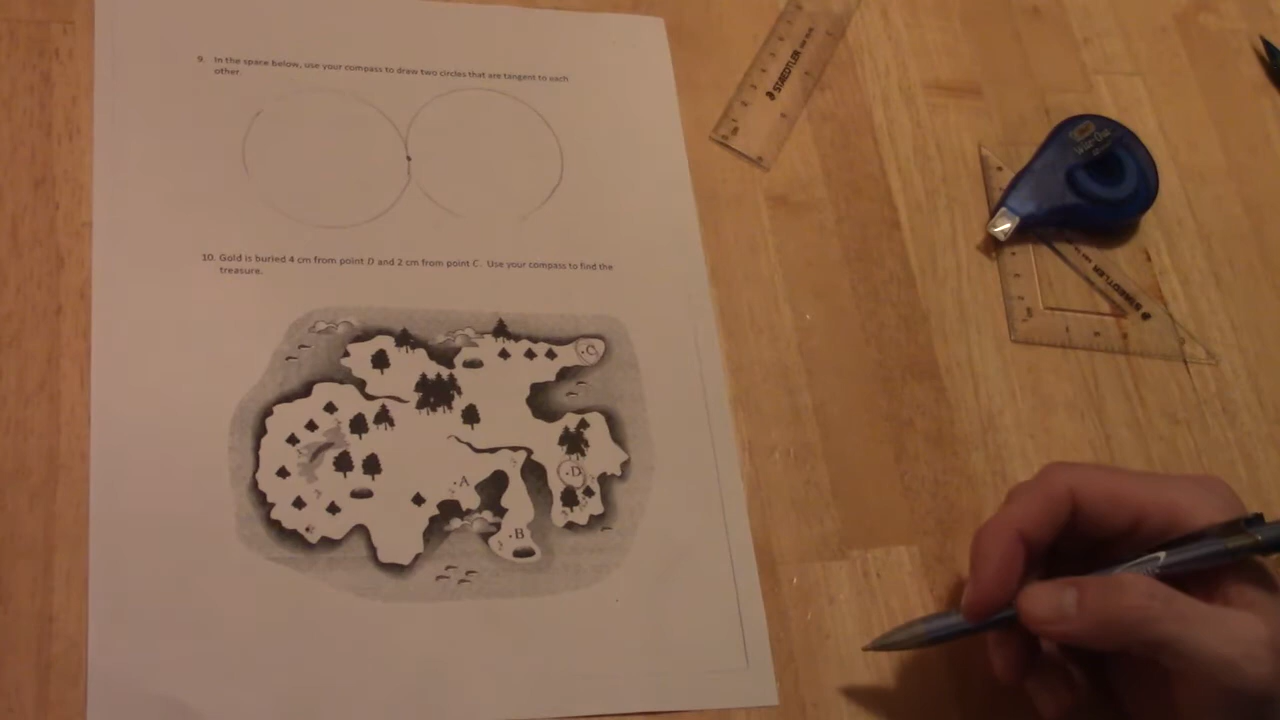 9. In the space below, use your compass to draw two circles that are tangent to each
other.
10. Gold is buried 4 cm from point D and 2 cm from point C. Use your compass to find the
treasure.
C
D
A
B
STAEDTLER
Wite-Out
STAEDTLER